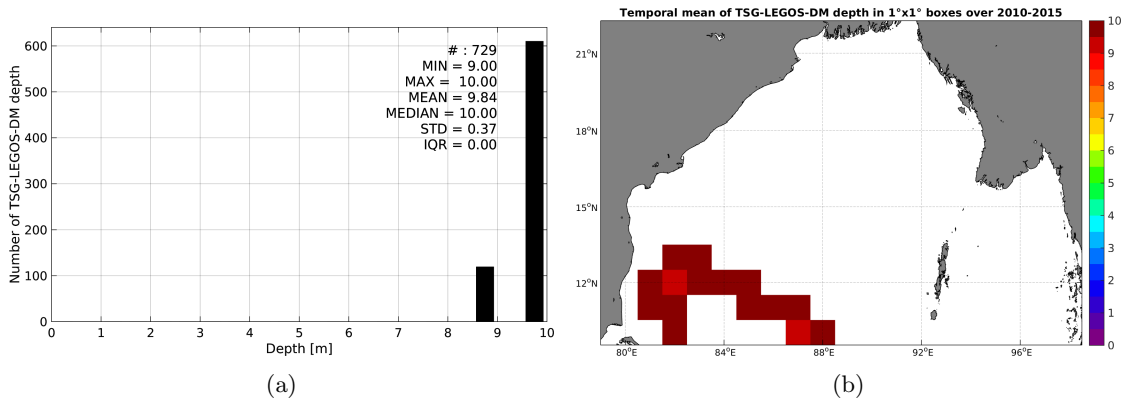 Number of TSG-LEGOS-DM depth
600
500
400
300
200
100
0
# : 729
MIN = 9.00
MAX = 10.00
MEAN = 9.84
MEDIAN = 10.00
STD = 0.37
IQR = 0.00
0 1 2 3 4 5 6 7 8 9 10
Depth [m]
(a)
Temporal mean of TSG-LEGOS-DM depth in 1°x1° boxes over 2010-2015
21°N
18°N
15°N
12°N
80°E 84°E 88°E 92°E 96°E
10
9
8
7
6
5
4
3
2
1
0
(b)